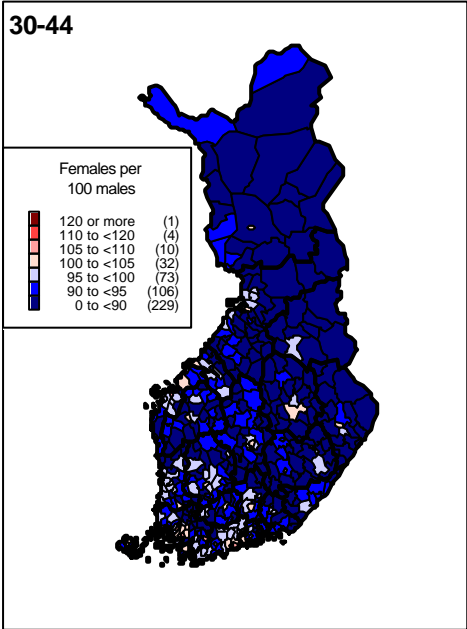 30-44
Females per
100 males
120 or more (1)
110 to <120 (4)
105 to <110 (10)
100 to <105 (32)
95 to <100 (73)
90 to <95 (106)
0 to <90 (229)